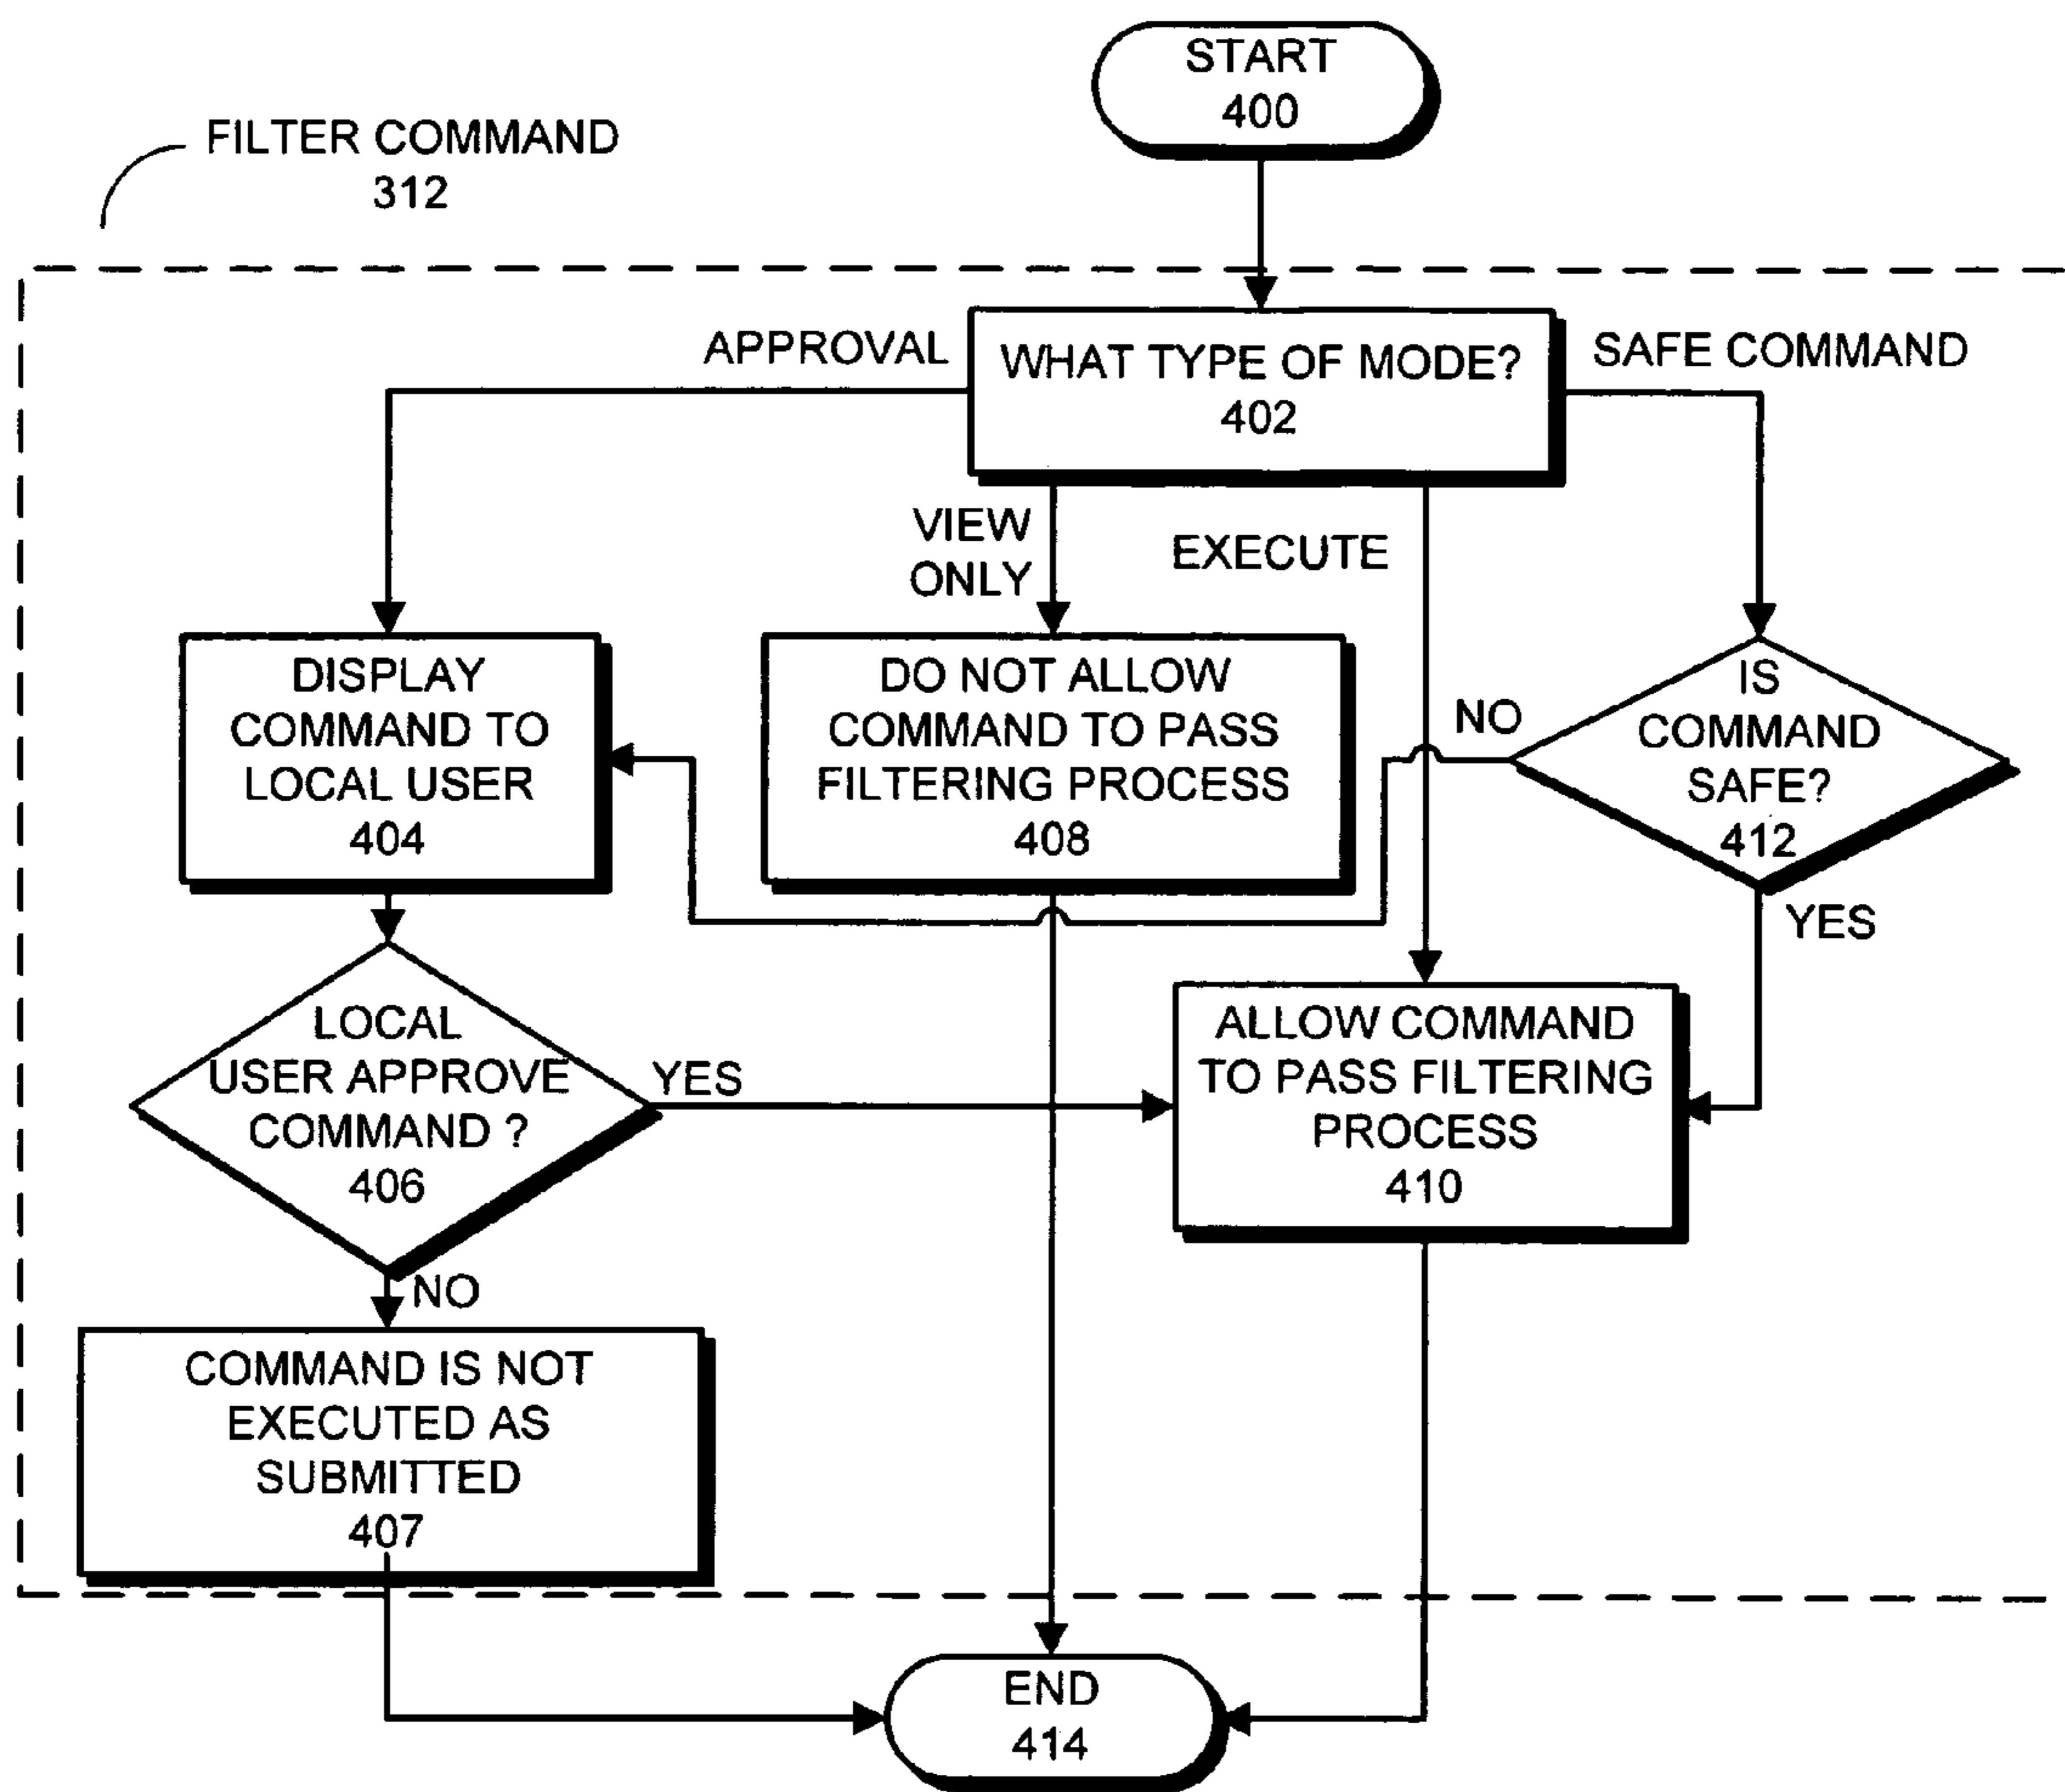 START
400
FILTER COMMAND
312
APPROVAL
WHAT TYPE OF MODE?
402
SAFE COMMAND
VIEW
ONLY
EXECUTE
DISPLAY
COMMAND TO
LOCAL USER
404
DO NOT ALLOW
COMMAND TO PASS
FILTERING PROCESS
408
NO
IS
COMMAND
SAFE?
412
YES
LOCAL
USER APPROVE
COMMAND ?
406
YES
ALLOW COMMAND
TO PASS FILTERING
PROCESS
410
NO
COMMAND IS NOT
EXECUTED AS
SUBMITTED
407
END
414